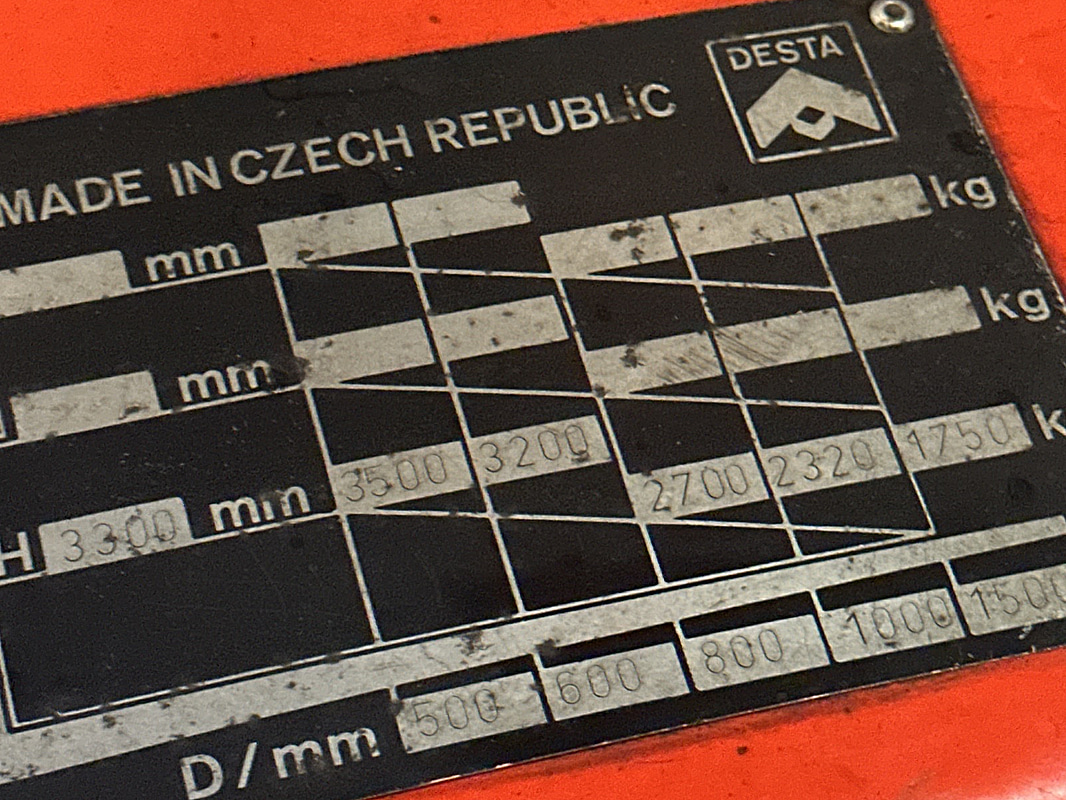 DESTA
MADE IN CZECH REPUBLIC
mm kg
mm kg
H 3300 mm 3500 3200 2700 2320 1750 k
D/mm 500 600 800 1000 1500